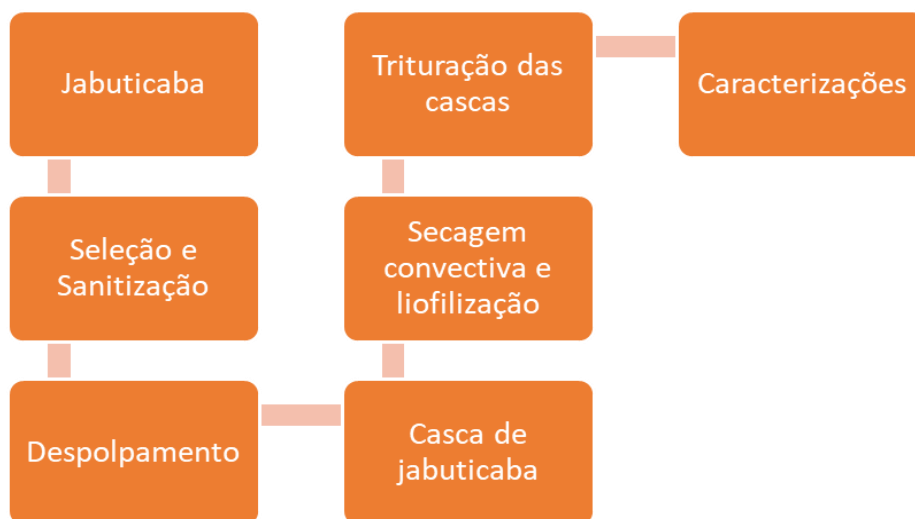 Jabuticaba
Seleção e
Sanitização
Despolpamento
Casca de
jabuticaba
Secagem
convectiva e
liofilização
Trituração das
cascas
Caracterizações